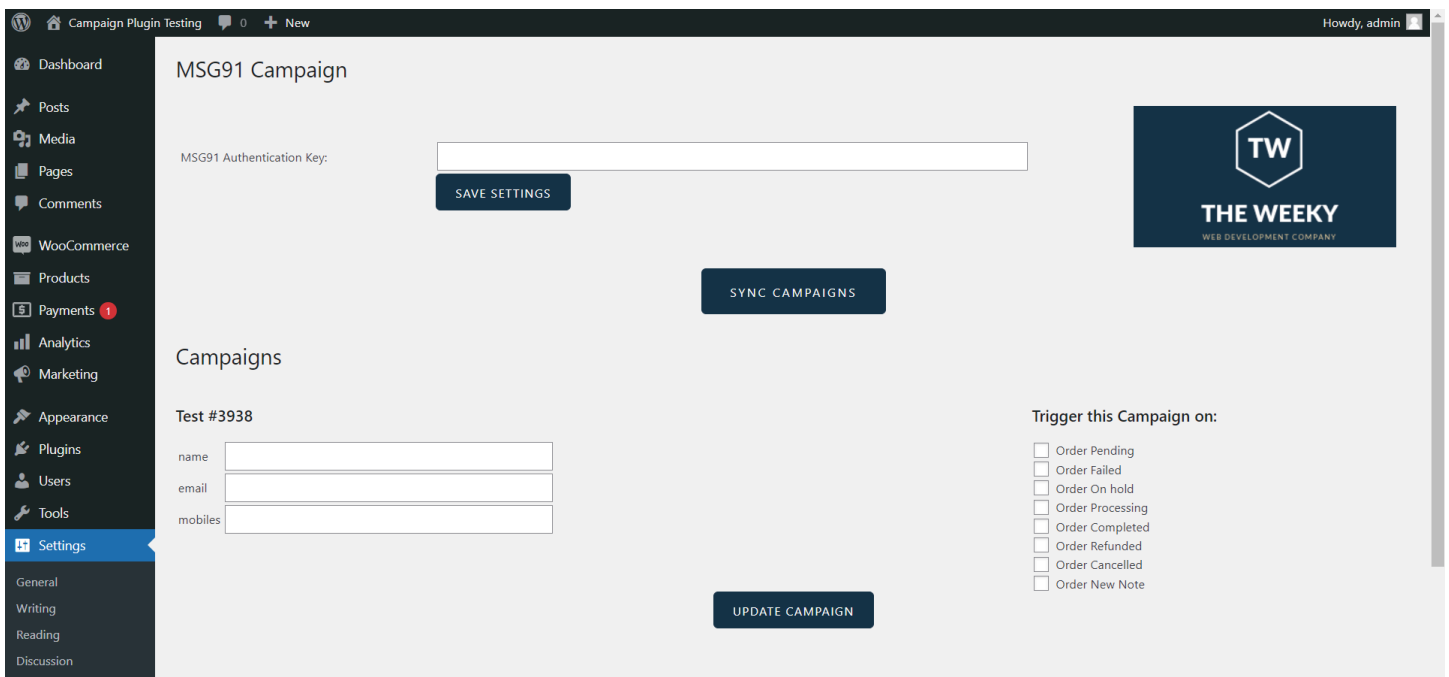 Campaign Plugin Testing 0 New Howdy, admin
Dashboard
Posts
Media
Pages
Comments
WooCommerce
Products
Payments 1
Analytics
Marketing
Appearance
Plugins
Users
Tools
Settings
General
Writing
Reading
Discussion
MSG91 Campaign
MSG91 Authentication Key:
SAVE SETTINGS
TW
THE WEEKY
WEB DEVELOPMENT COMPANY
SYNC CAMPAIGNS
Campaigns
Test #3938
name
email
mobiles
Trigger this Campaign on:
Order Pending
Order Failed
Order On hold
Order Processing
Order Completed
Order Refunded
Order Cancelled
Order New Note
UPDATE CAMPAIGN